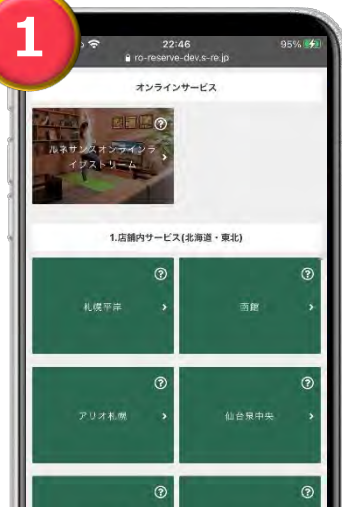 1
22:46
95%
ro-reserve-dev.s-re.jp
オンラインサービス
ルネサンスオンラインラ
イブストリーム
1.店舗内サービス(北海道・東北)
札幌平岸
函館
アリオ札幌
仙台泉中央